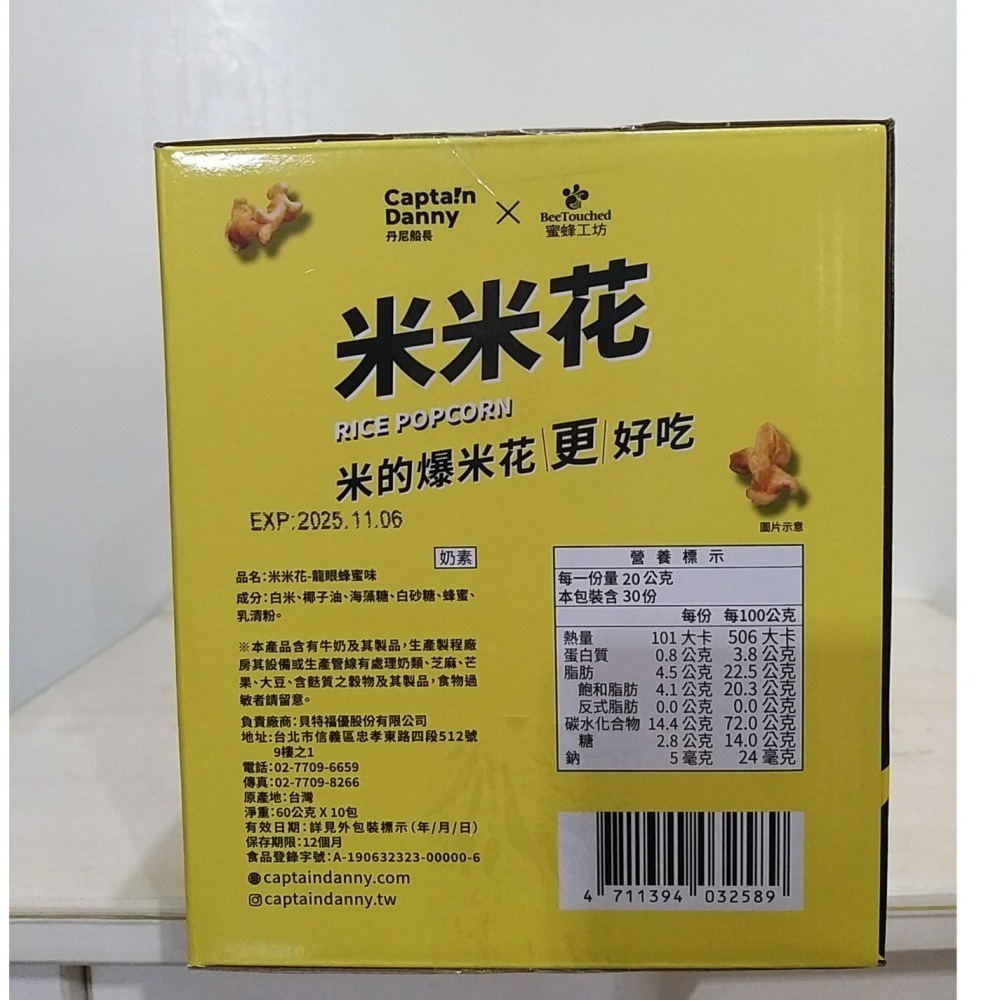 Capta!n
Danny
丹尼船長
×
BeeTouched
蜜蜂工坊
米米花
RICE POPCORN
米的爆米花更好吃
圖片示意
EXP:2025.11.06
奶素
品名:米米花-龍眼蜂蜜味
成分:白米、椰子油、海藻糖、白砂糖、蜂蜜、
乳清粉。
※本產品含有牛奶及其製品,生產製程廠
房其設備或生產管線有處理奶類、芝麻、芒
果、大豆、含麩質之穀物及其製品,食物過
敏者請留意。
負責廠商:貝特福優股份有限公司
地址:台北市信義區忠孝東路四段512號
9樓之1
電話:02-7709-6659
傳真:02-7709-8266
原產地:台灣
淨重:60公克X10包
有效日期:詳見外包裝標示(年/月/日)
保存期限:12個月
食品登錄字號:A-190632323-00000-6
captaindanny.com
captaindanny.tw
營養標示
每一份量20公克
本包裝含30份
每份 每100公克
熱量 101大卡 506大卡
蛋白質 0.8公克 3.8公克
脂肪 4.5公克 22.5公克
飽和脂肪 4.1公克 20.3公克
反式脂肪 0.0公克 0.0公克
碳水化合物 14.4公克 72.0公克
糖 2.8公克 14.0公克
鈉 5毫克 24毫克
4 711394 032589